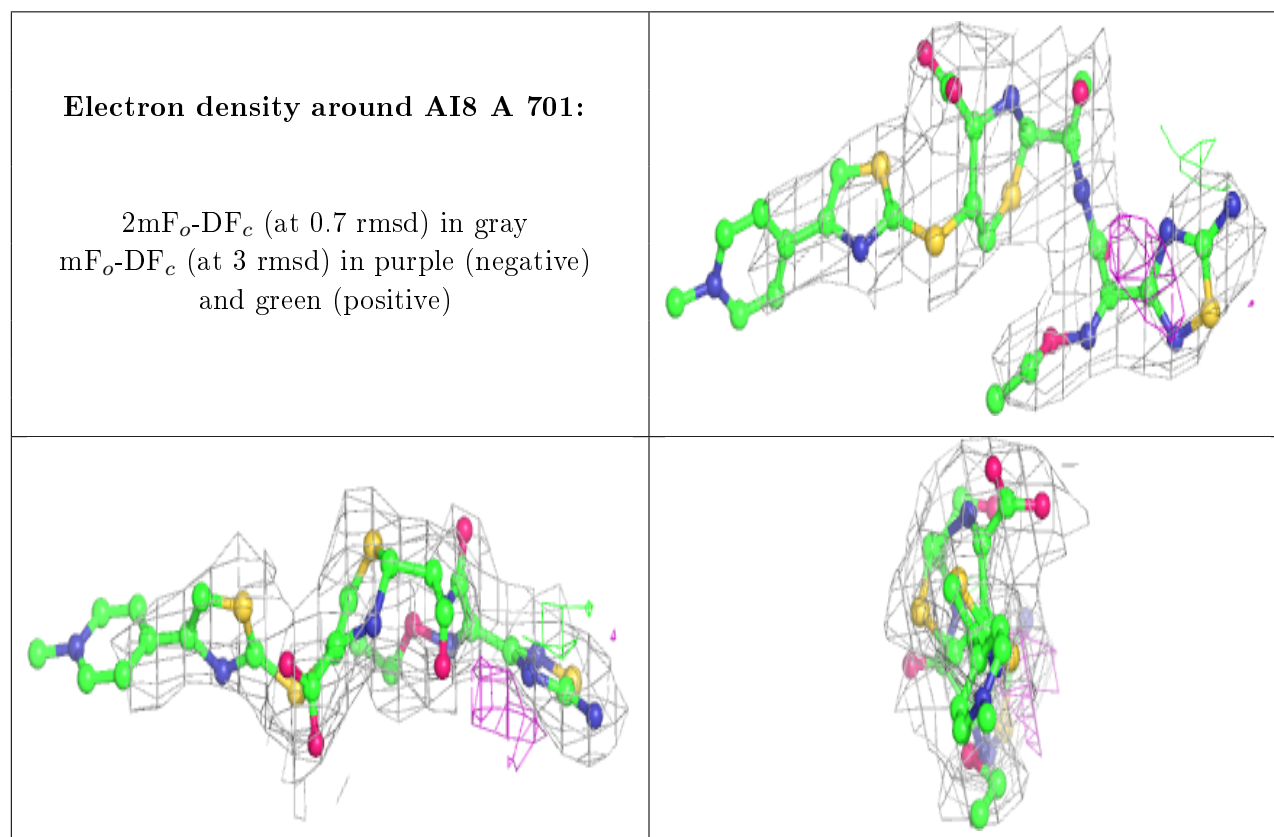 Electron density around AI8 A 701:
2mFₒ-DF𝒸 (at 0.7 rmsd) in gray
mFₒ-DF𝒸 (at 3 rmsd) in purple (negative)
and green (positive)